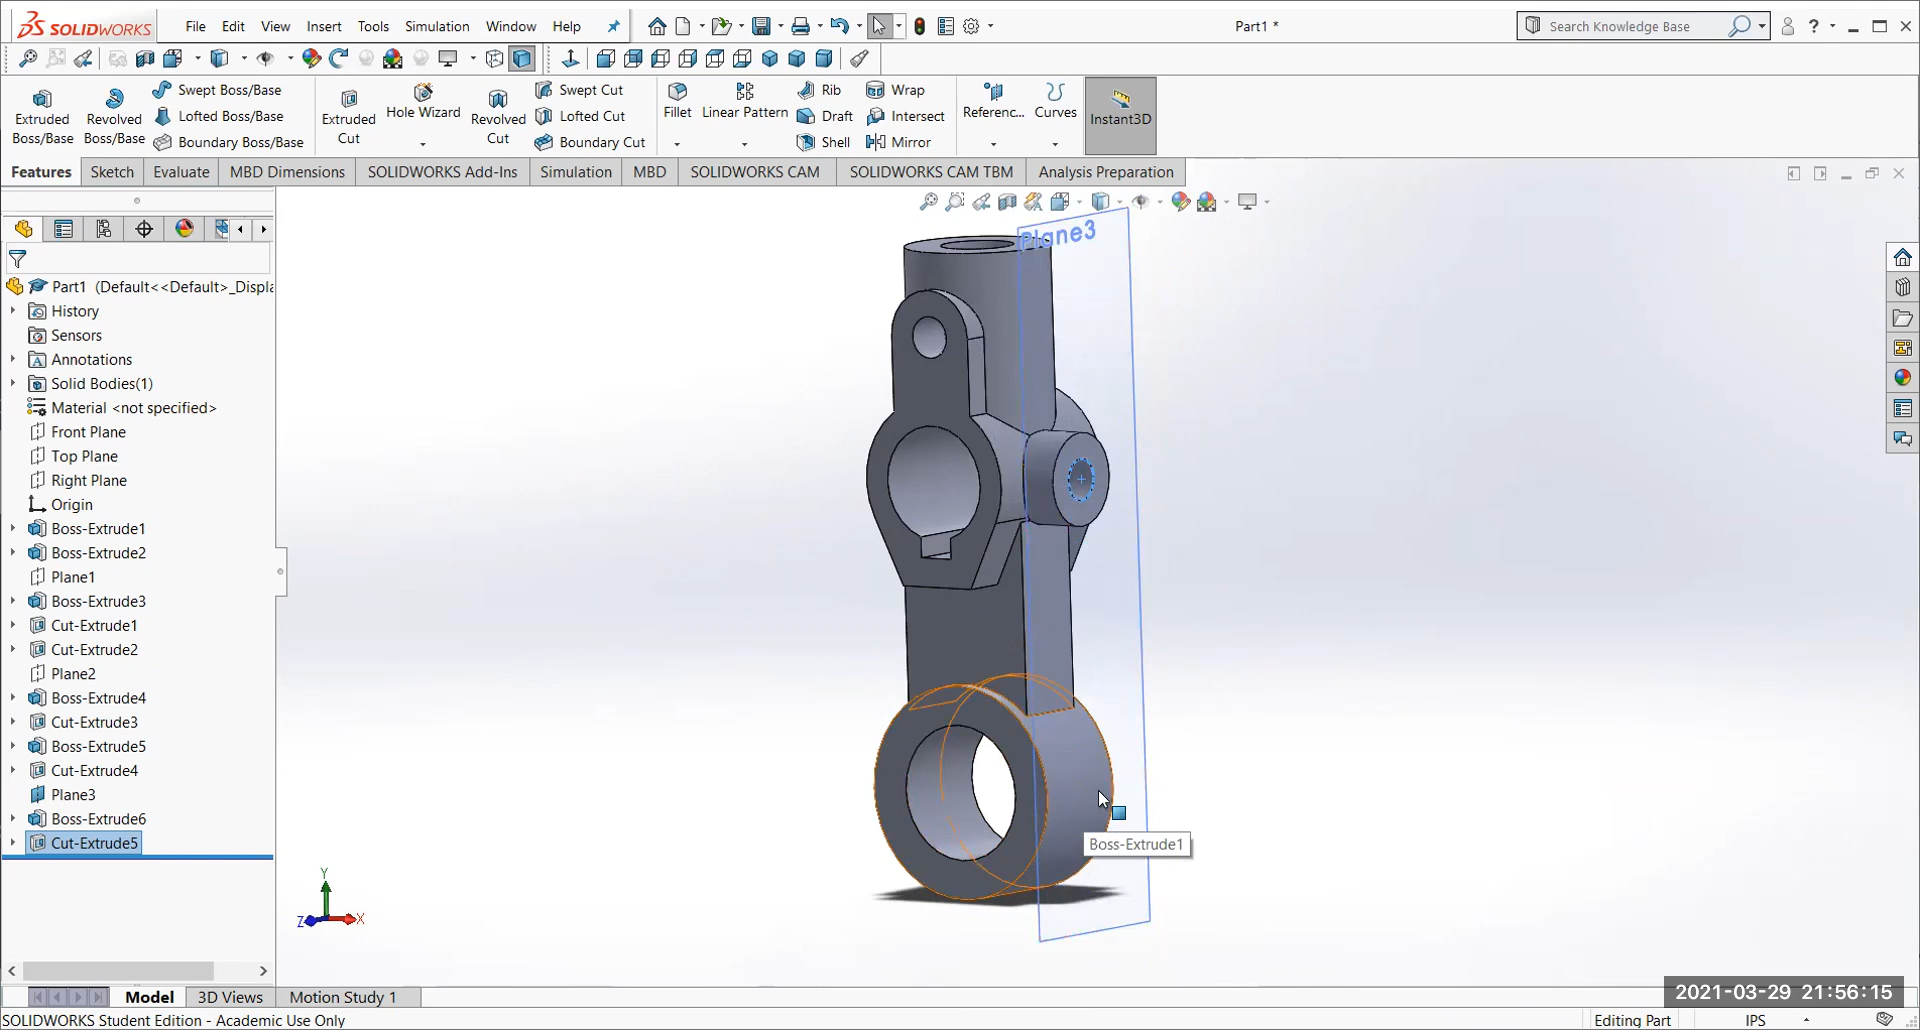 SOLIDWORKS File Edit View Insert Tools Simulation Window Help Part1 * Search Knowledge Base ?
Extruded Boss/Base
Revolved Boss/Base
Swept Boss/Base
Lofted Boss/Base
Boundary Boss/Base
Extruded Cut
Hole Wizard
Revolved Cut
Swept Cut
Lofted Cut
Boundary Cut
Fillet
Linear Pattern
Rib
Draft
Shell
Wrap
Intersect
Mirror
Referenc...
Curves
Instant3D
Features Sketch Evaluate MBD Dimensions SOLIDWORKS Add-Ins Simulation MBD SOLIDWORKS CAM SOLIDWORKS CAM TBM Analysis Preparation
Part1 (Default<<Default>_Displa
History
Sensors
Annotations
Solid Bodies(1)
Material <not specified>
Front Plane
Top Plane
Right Plane
Origin
Boss-Extrude1
Boss-Extrude2
Plane1
Boss-Extrude3
Cut-Extrude1
Cut-Extrude2
Plane2
Boss-Extrude4
Cut-Extrude3
Boss-Extrude5
Cut-Extrude4
Plane3
Boss-Extrude6
Cut-Extrude5
Plane3
Boss-Extrude1
Y
Z X
Model 3D Views Motion Study 1
2021-03-29 21:56:15
SOLIDWORKS Student Edition - Academic Use Only Editing Part IPS